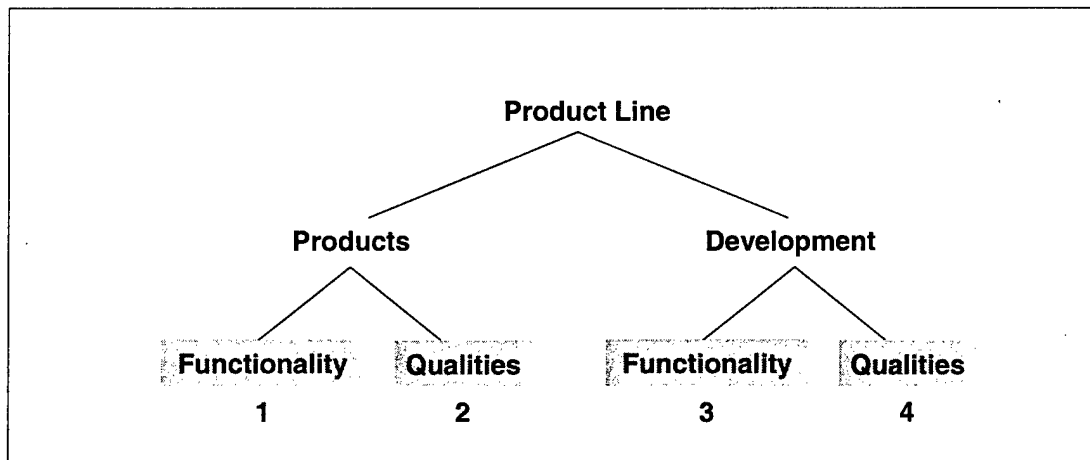 Product Line
Products Development
Functionality Qualities Functionality Qualities
1 2 3 4